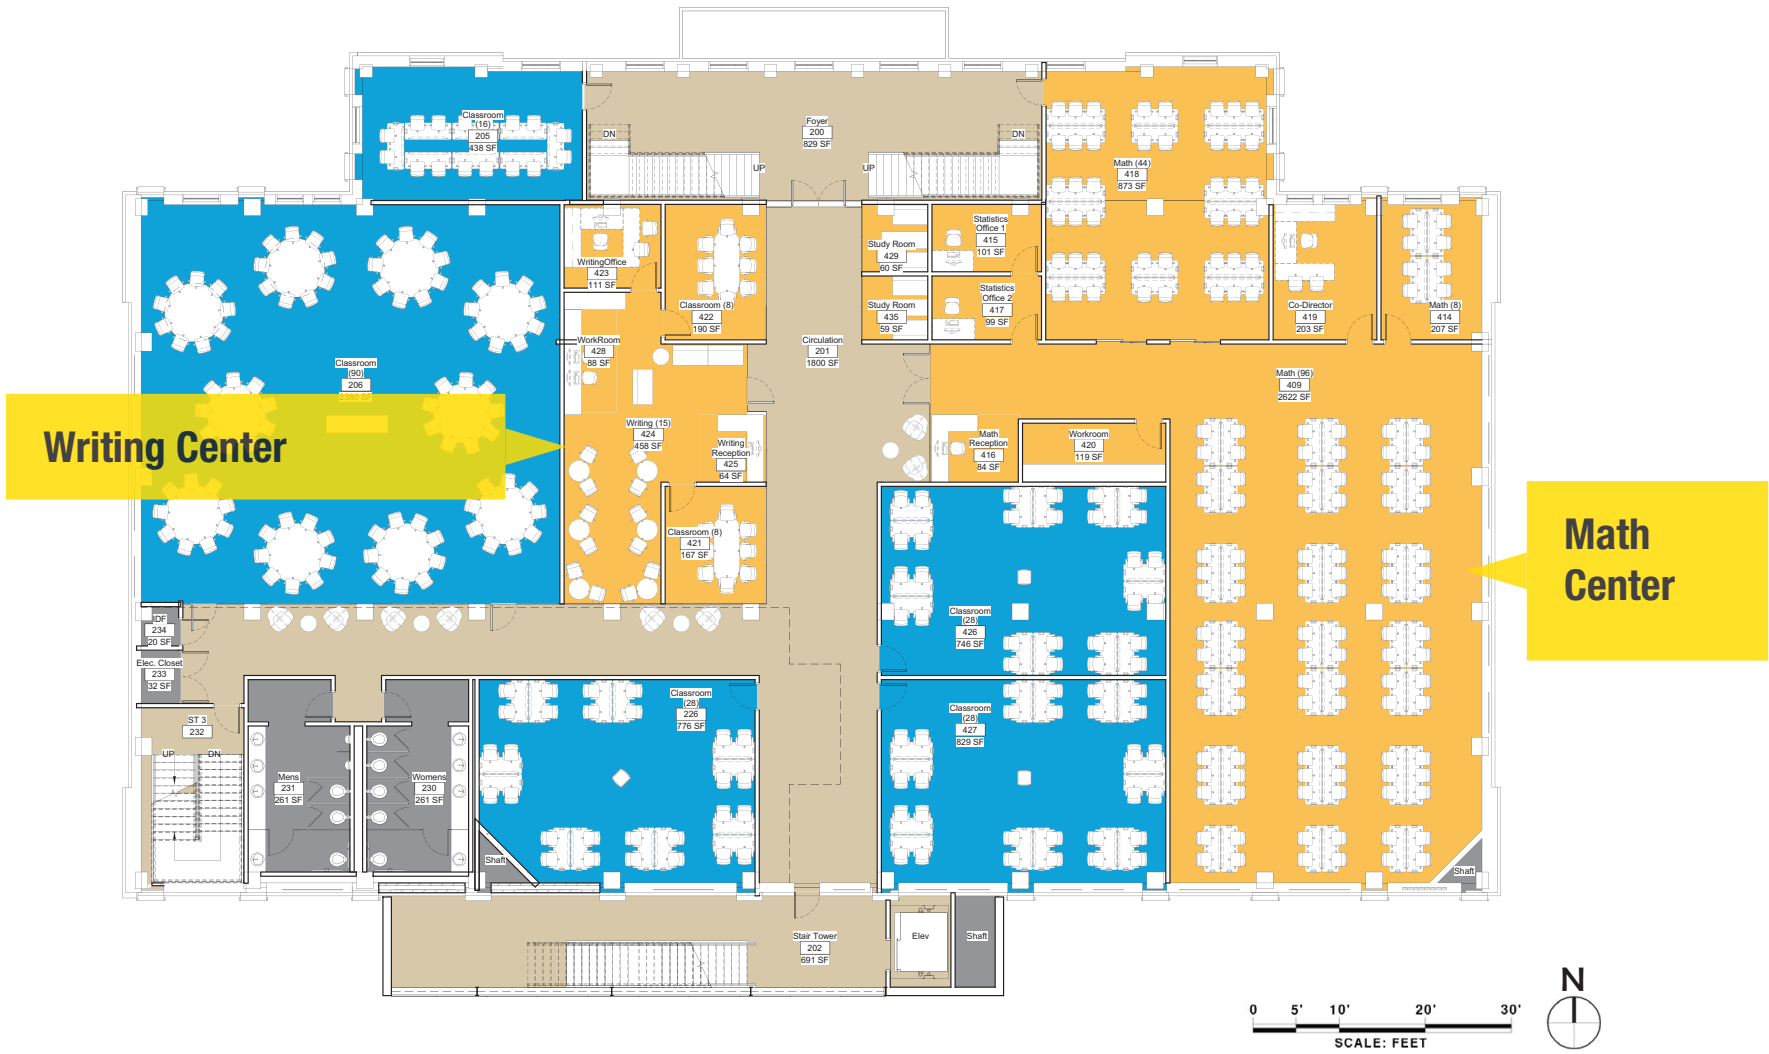 Classroom
(16)
205
438 SF
Foyer
200
829 SF
DN
UP
UP
DN
Math (44)
418
873 SF
WritingOffice
423
111 SF
Classroom (8)
422
190 SF
Study Room
429
60 SF
Statistics
Office 1
415
101 SF
Study Room
435
59 SF
Statistics
Office 2
417
99 SF
Co-Director
419
203 SF
Math (8)
414
207 SF
Classroom
(90)
206
WorkRoom
428
88 SF
Circulation
201
1800 SF
Math (96)
409
2622 SF
Writing Center
Writing (15)
424
458 SF
Writing
Reception
425
64 SF
Math
Reception
416
84 SF
Workroom
420
119 SF
Math
Center
Classroom (8)
421
167 SF
Classroom
(28)
426
746 SF
IDF
234
20 SF
Elec. Closet
233
32 SF
ST 3
232
UP
DN
Mens
231
261 SF
Womens
230
261 SF
Classroom
(28)
226
776 SF
Classroom
(28)
427
829 SF
Shaft
Shaft
Stair Tower
202
691 SF
Elev
Shaft
N
0 5' 10' 20' 30'
SCALE: FEET